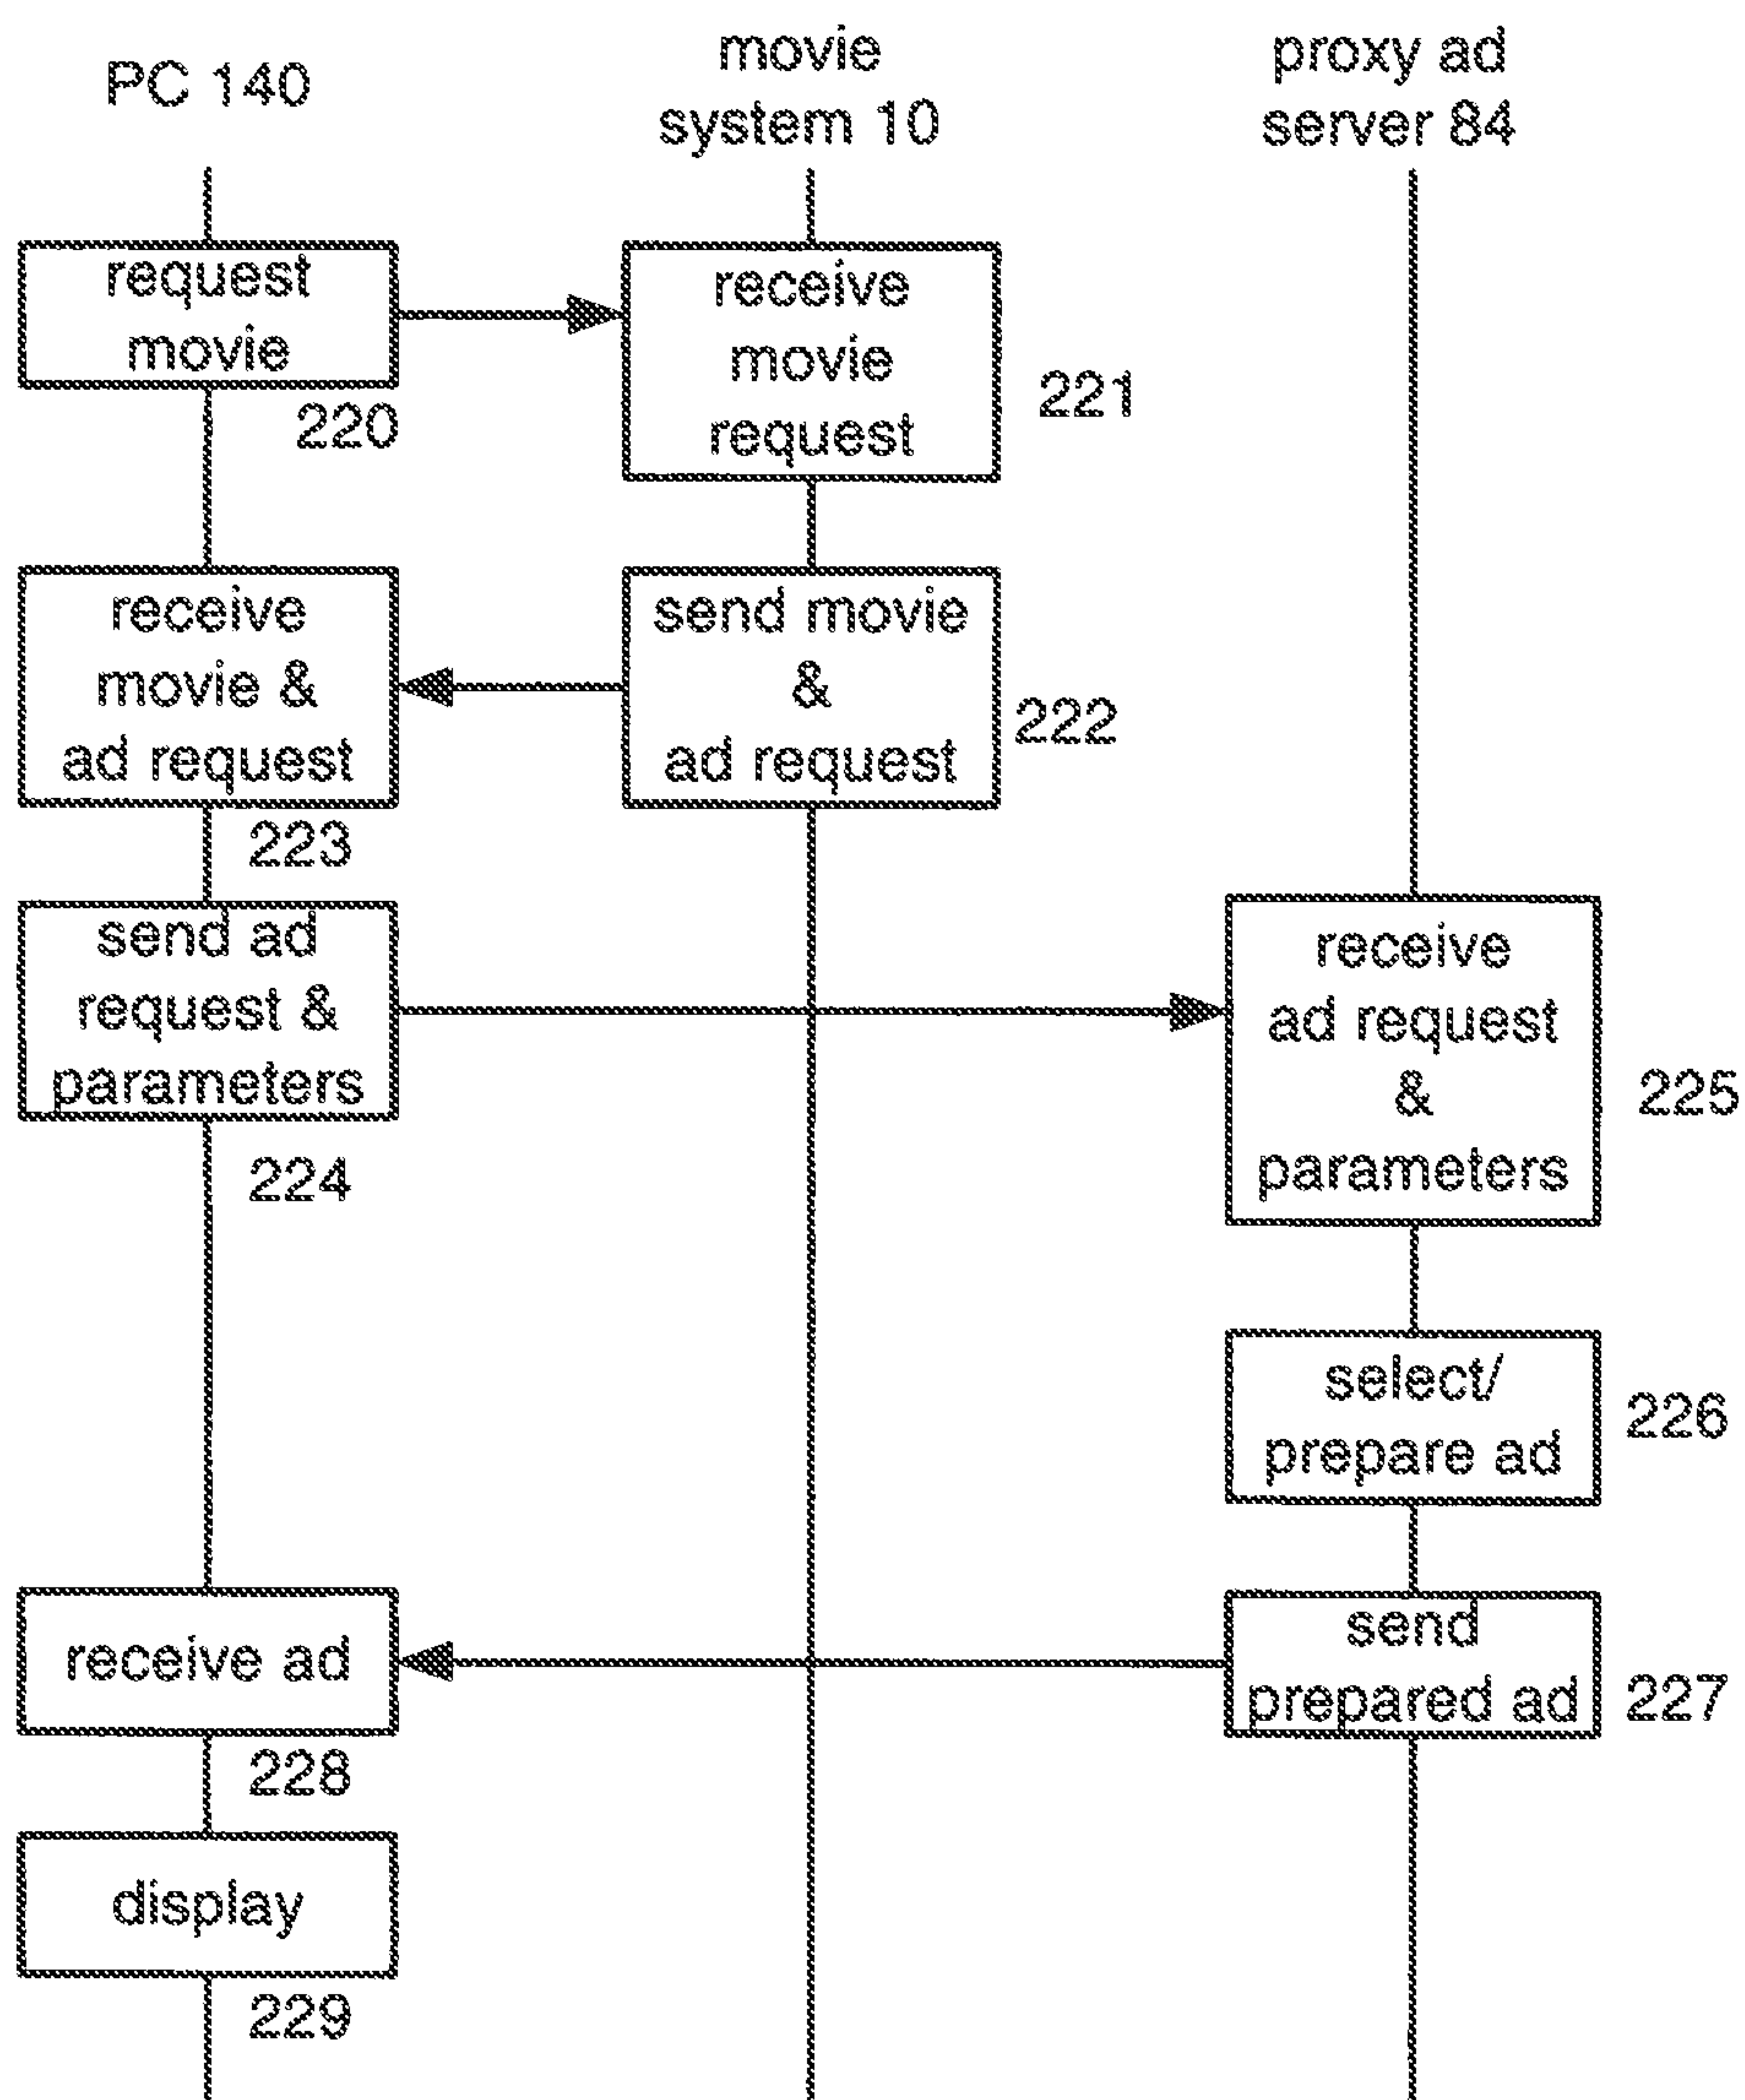 PC 140
movie
system 10
proxy ad
server 84
request
movie
220
receive
movie
request
221
receive
movie &
ad request
223
send movie
&
ad request
222
send ad
request &
parameters
224
receive
ad request
&
parameters
225
select/
prepare ad
226
send
prepared ad
227
receive ad
228
display
229